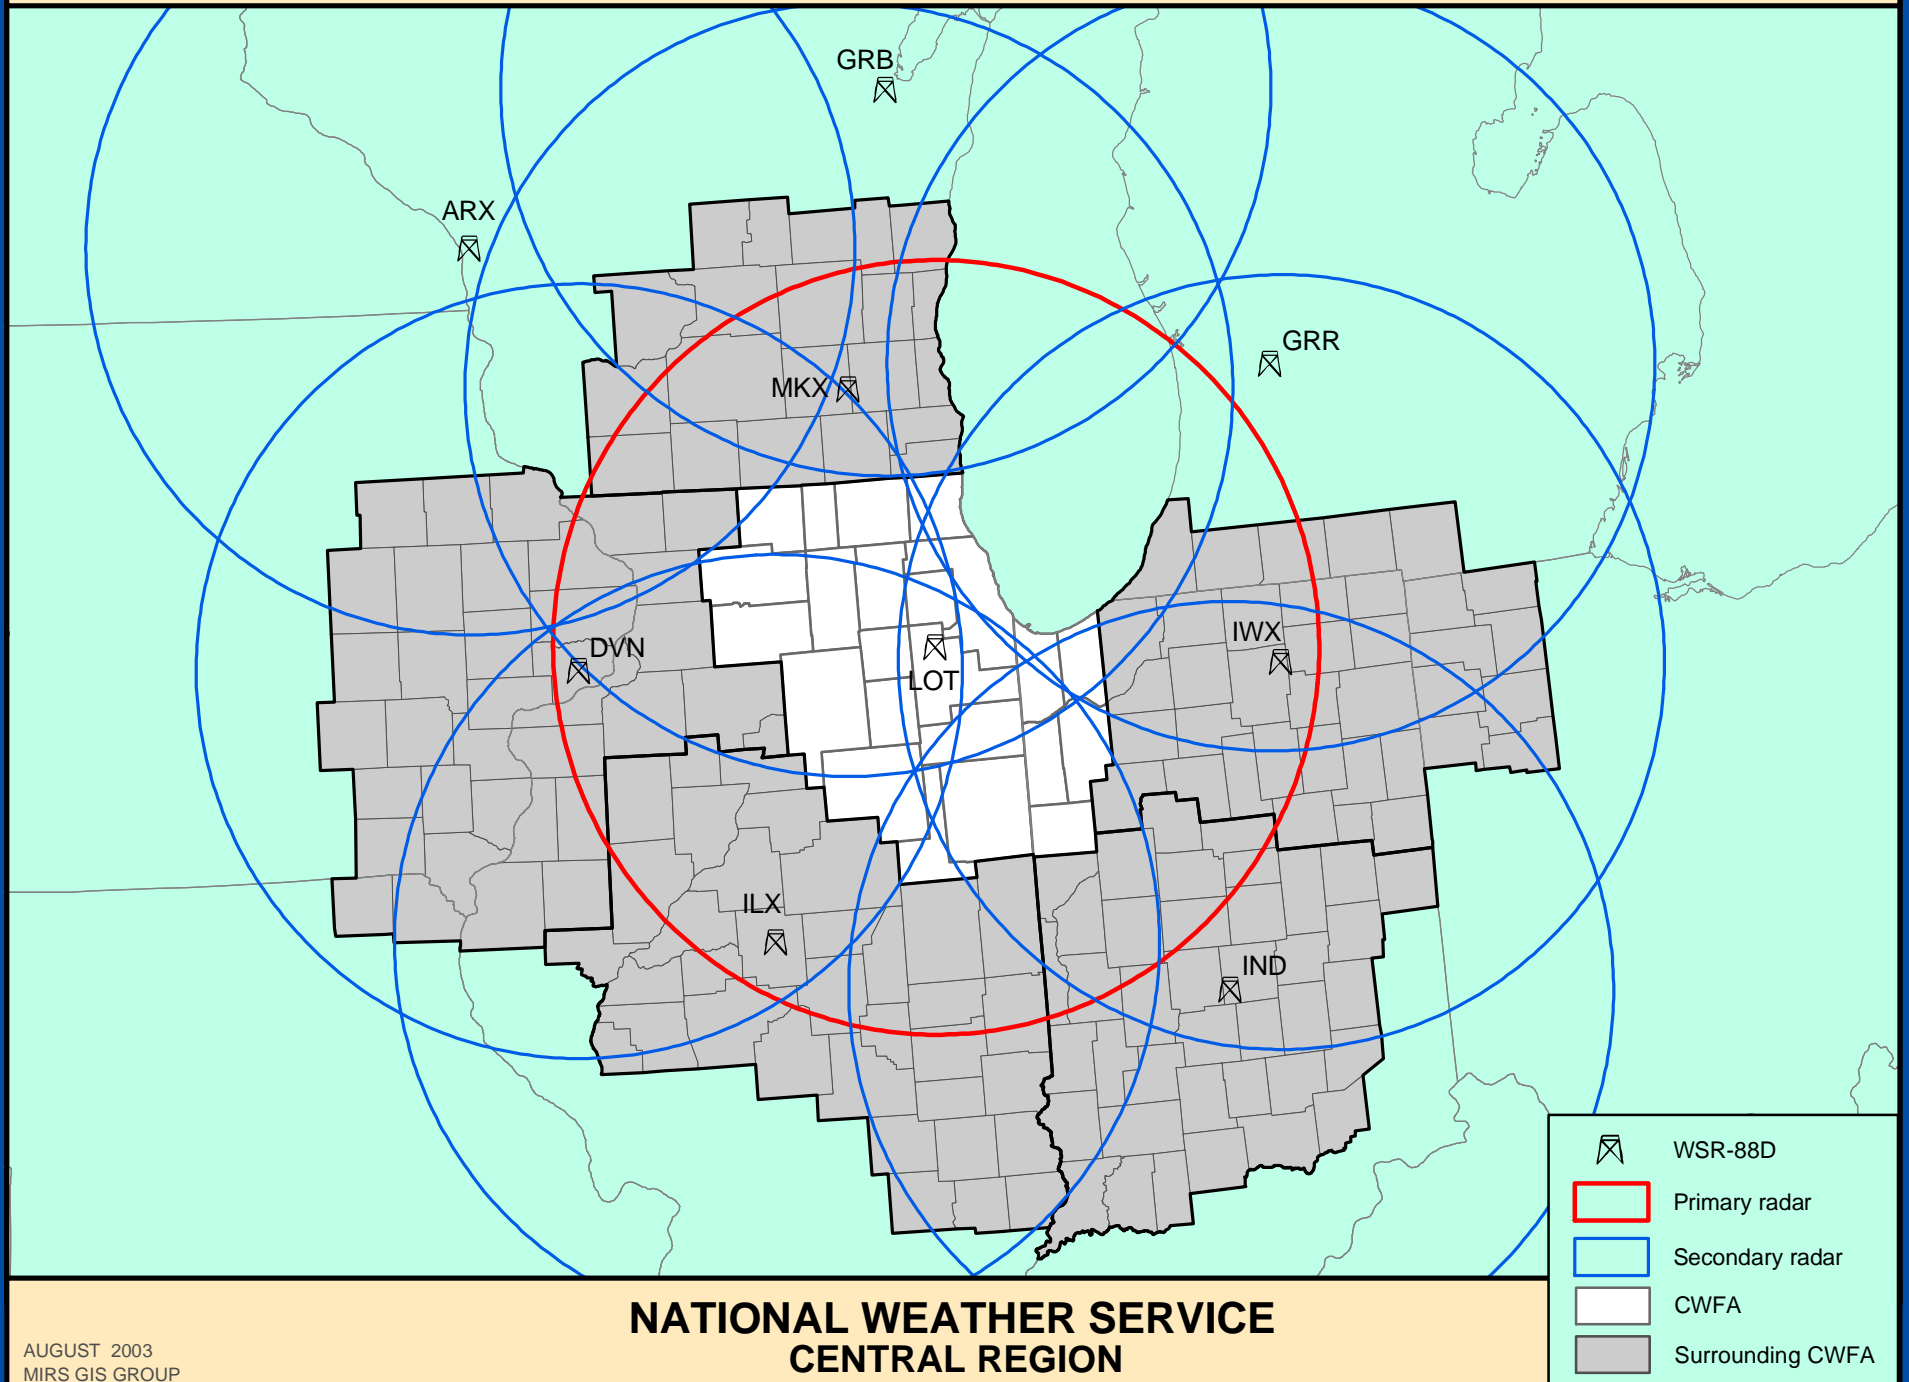 GRB
ARX
GRR
MKX
IWX
DVN
LOT
ILX
IND
WSR-88D
Primary radar
Secondary radar
CWFA
Surrounding CWFA
NATIONAL WEATHER SERVICE
CENTRAL REGION
AUGUST 2003
MIRS GIS GROUP